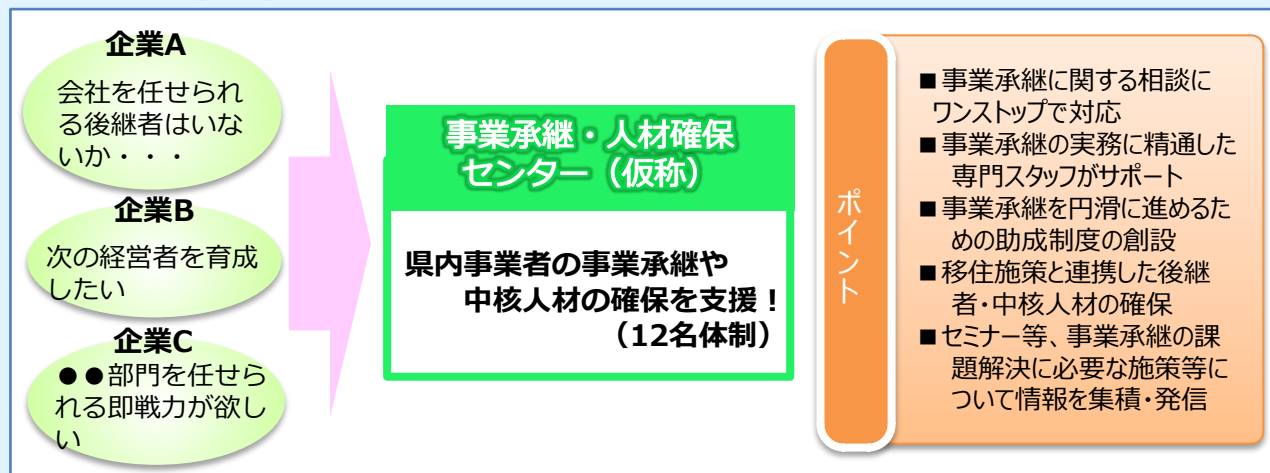 企業A
会社を任せられ
る後継者はいな
いか・・・
企業B
次の経営者を育成
したい
企業C
●●部門を任せら
れる即戦力が欲し
い
事業承継・人材確保
センター（仮称）
県内事業者の事業承継や
中核人材の確保を支援！
（12名体制）
ポイント
■事業承継に関する相談に
ワンストップで対応
■事業承継の実務に精通した
専門スタッフがサポート
■事業承継を円滑に進めるた
めの助成制度の創設
■移住施策と連携した後継
者・中核人材の確保
■セミナー等、事業承継の課
題解決に必要な施策等に
ついて情報を集積・発信